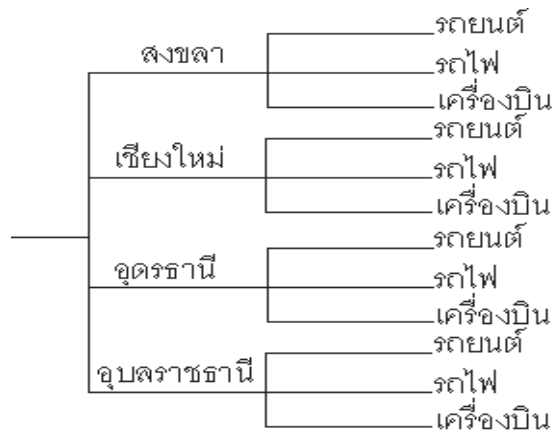 รถยนต์
สงขลา
รถไฟ
เครื่องบิน
รถยนต์
เชียงใหม่
รถไฟ
เครื่องบิน
รถยนต์
อุดรธานี
รถไฟ
เครื่องบิน
รถยนต์
อุบลราชธานี
รถไฟ
เครื่องบิน